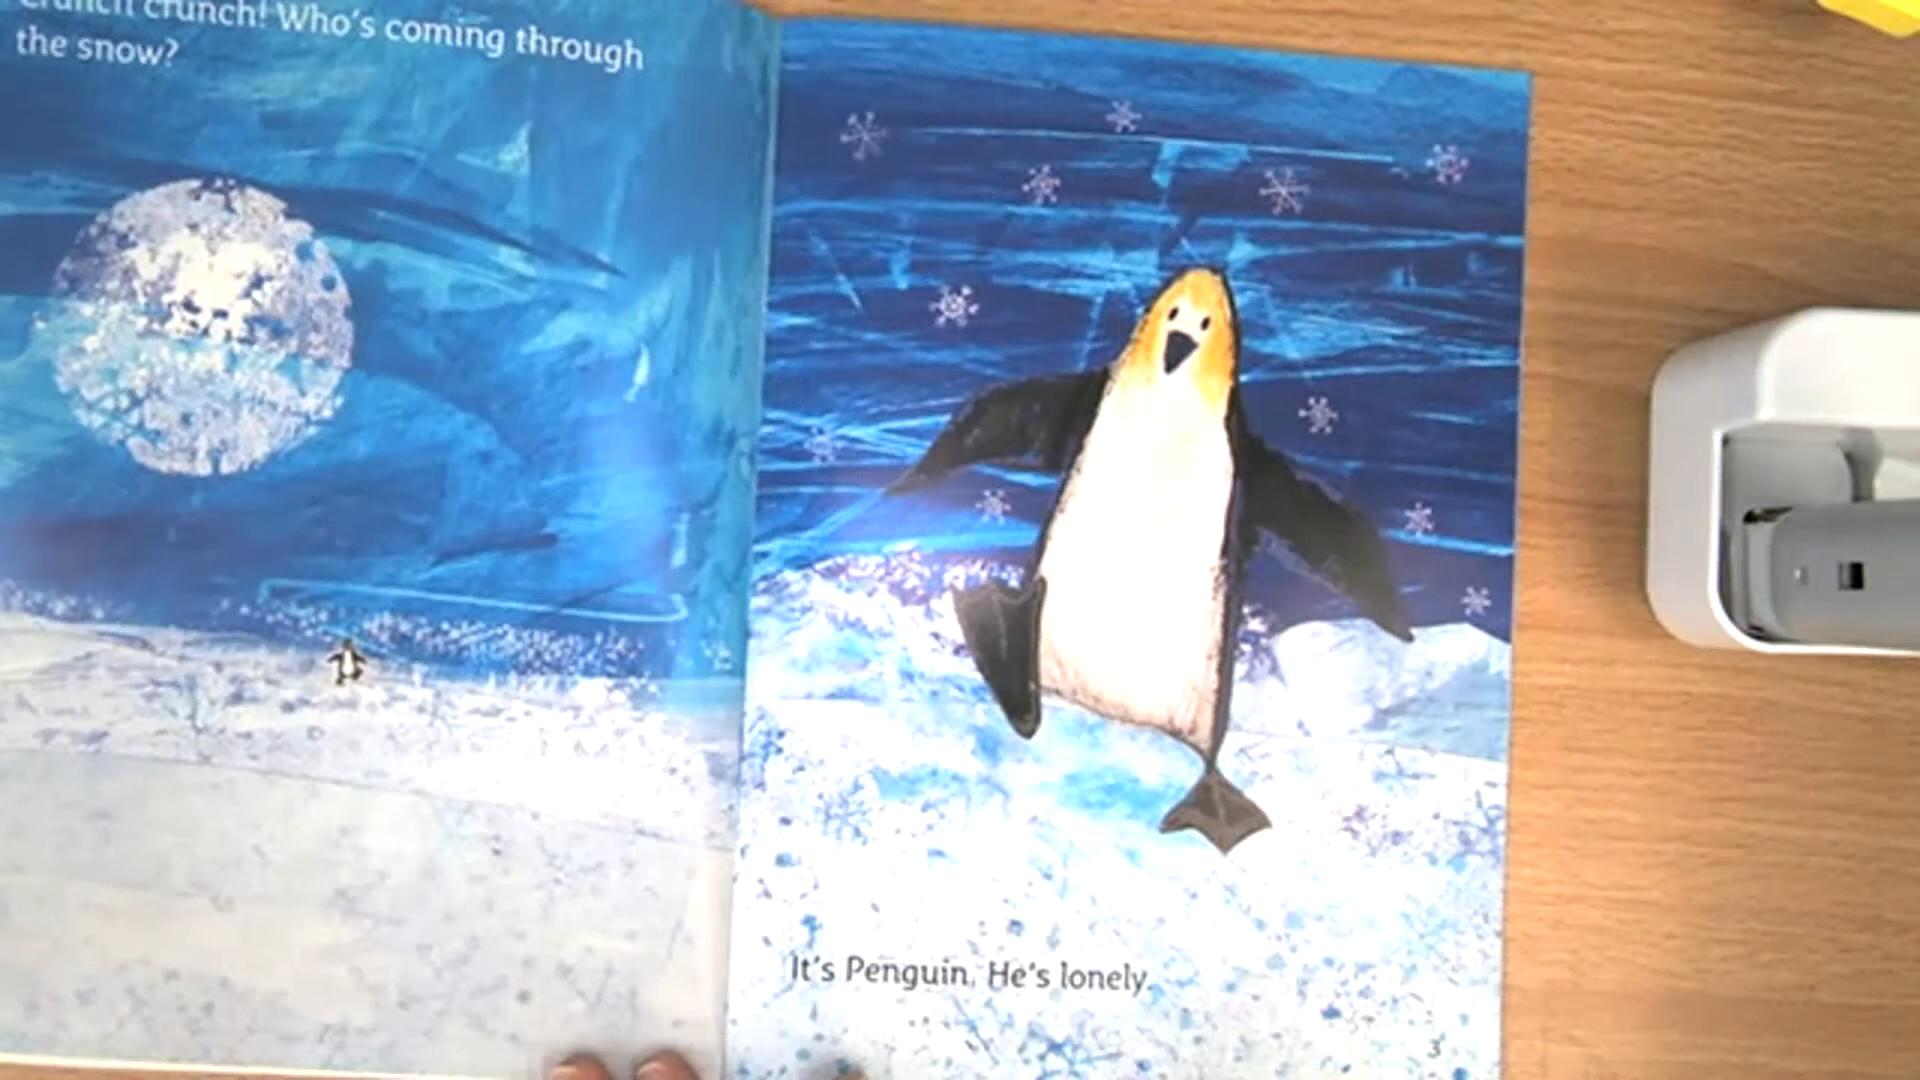 Crunch crunch! Who's coming through
the snow?
It's Penguin. He's lonely.
3